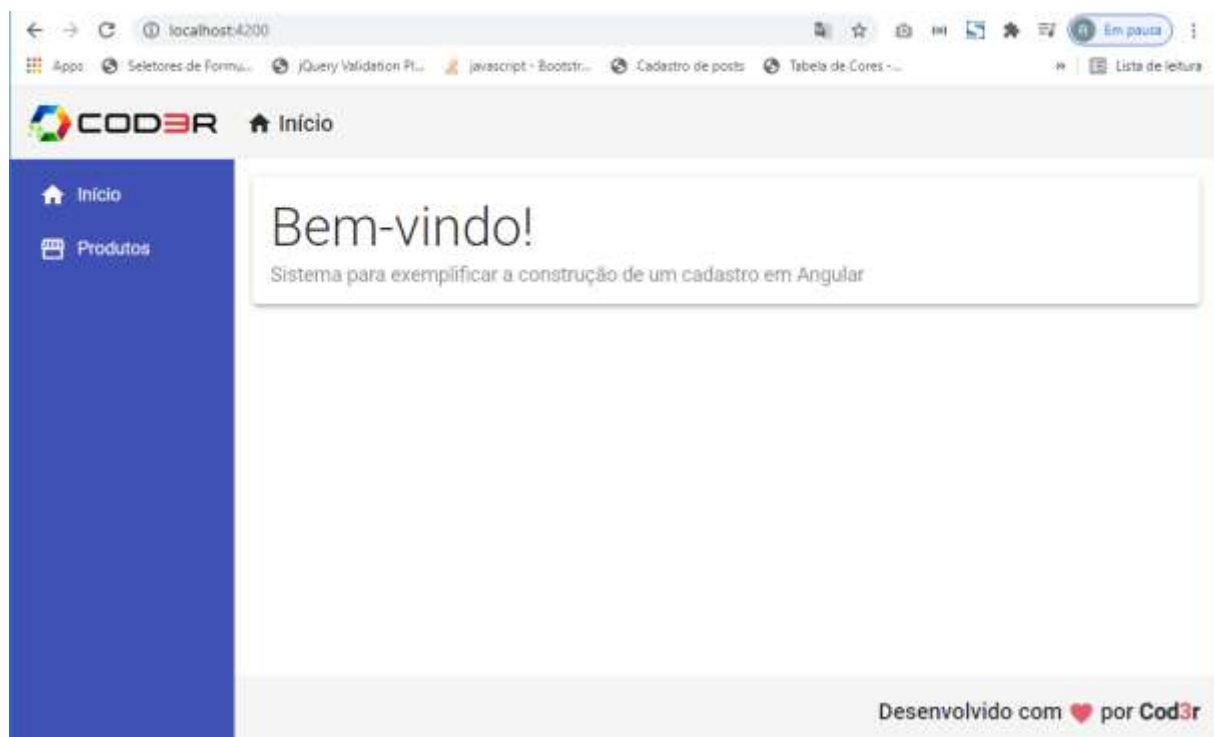 localhost:4200
Em pausa
Apps Seletores de Formu... jQuery Validation Pl... javascript - Bootstr... Cadastro de posts Tabela de Cores -... » Lista de leitura
COD3R Início
Início
Produtos
Bem-vindo!
Sistema para exemplificar a construção de um cadastro em Angular
Desenvolvido com por Cod3r